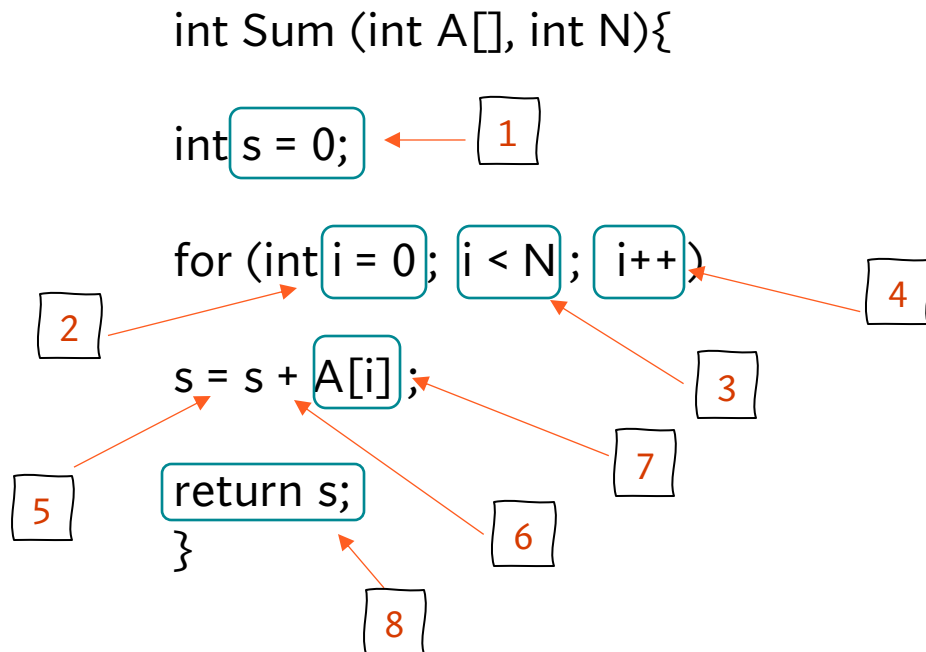 int Sum (int A[], int N){
int s = 0;
1
for (int i = 0; i < N; i++)
2
4
3
s = s + A[i] ;
7
5
return s;
6
}
8